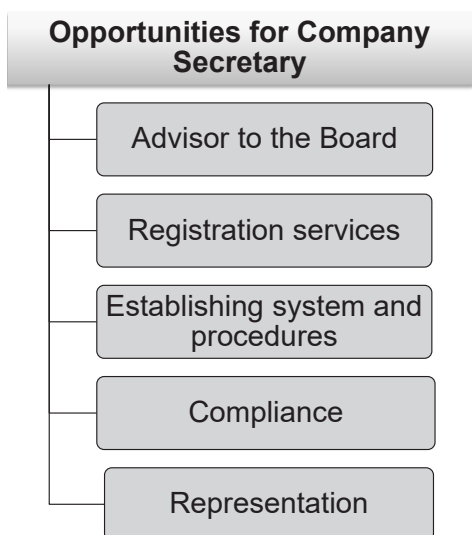 Opportunities for Company
Secretary
Advisor to the Board
Registration services
Establishing system and
procedures
Compliance
Representation